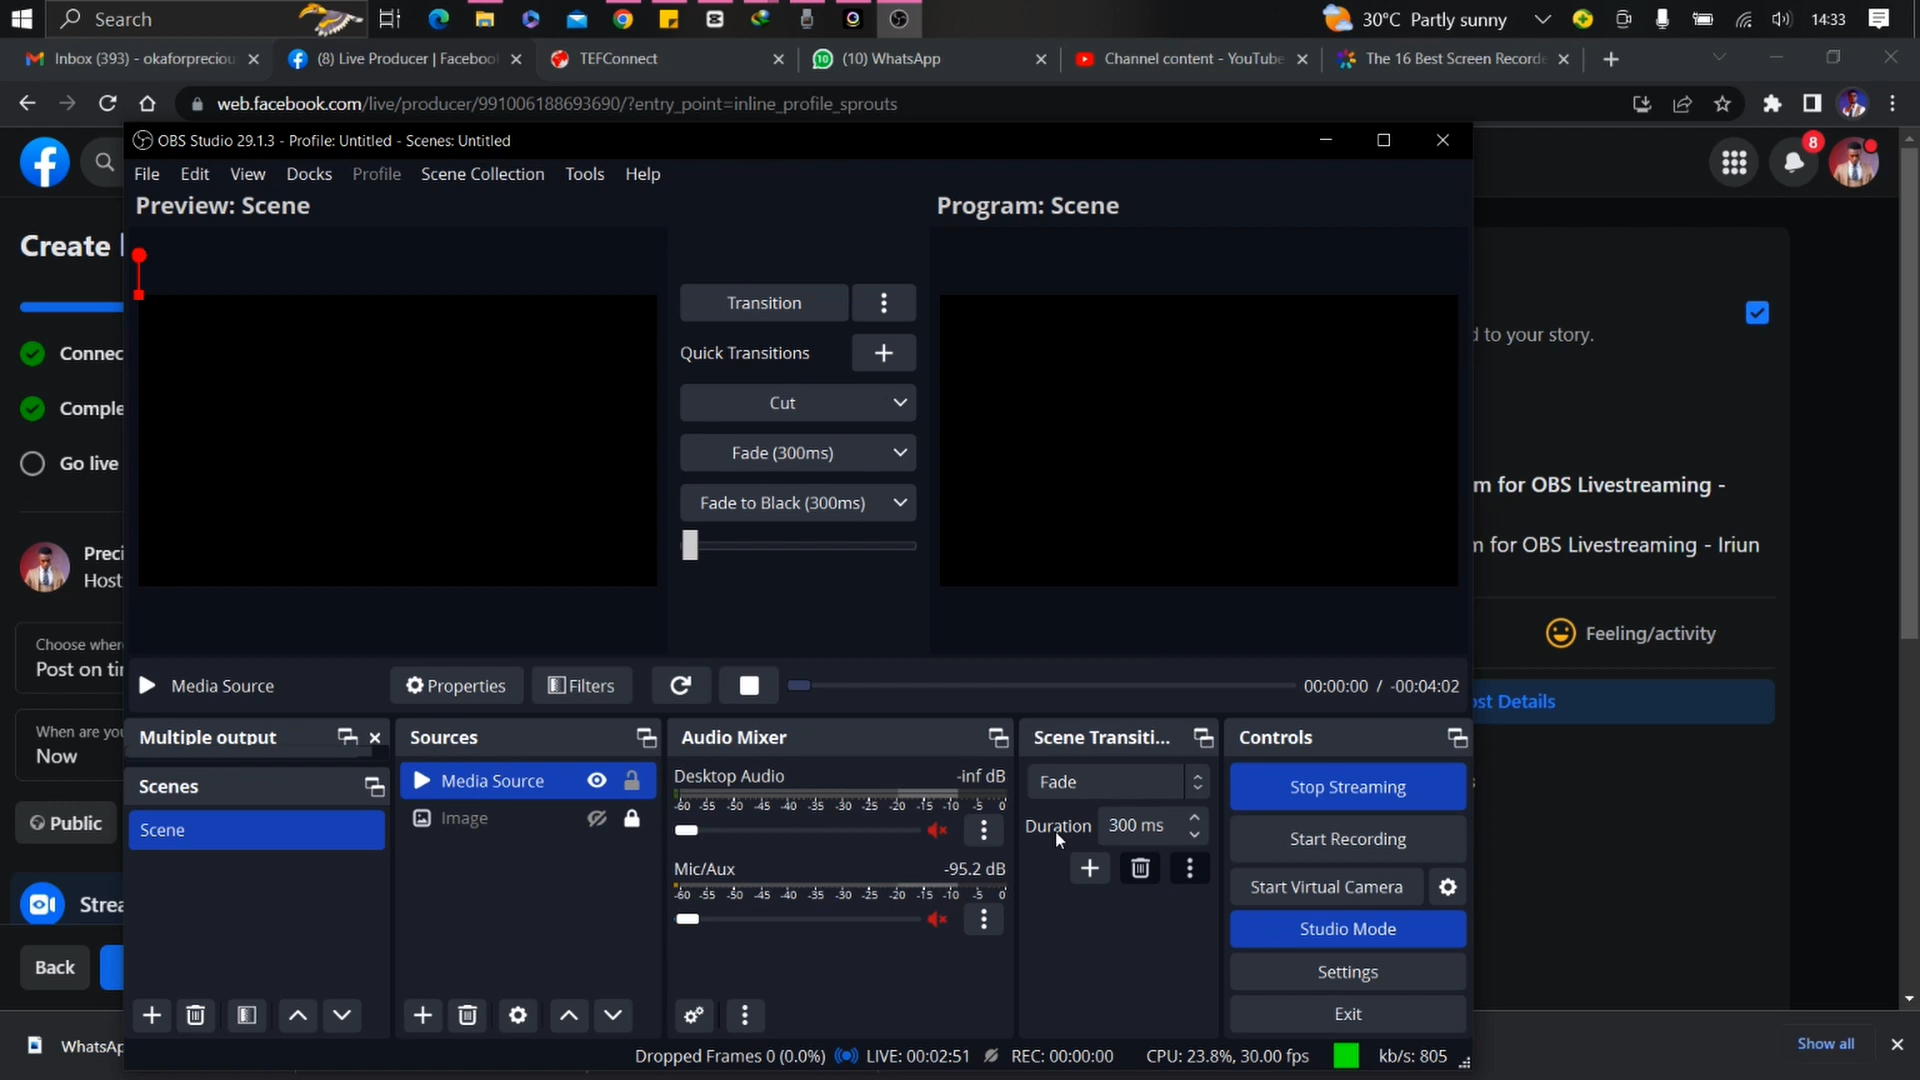 Search
30°C Partly sunny
14:33
Inbox (393) - okaforpreciou
(8) Live Producer | Facebool
TEFConnect
(10) WhatsApp
Channel content - YouTube
The 16 Best Screen Record
web.facebook.com/live/producer/991006188693690/?entry_point=inline_profile_sprouts
OBS Studio 29.1.3 - Profile: Untitled - Scenes: Untitled
8
File Edit View Docks Profile Scene Collection Tools Help
Preview: Scene
Program: Scene
Create l
Transition
d to your story.
Quick Transitions
Connec
Cut
Comple
Fade (300ms)
Go live
m for OBS Livestreaming -
Fade to Black (300ms)
m for OBS Livestreaming - Iriun
Preci
Host
Feeling/activity
Choose wher
Post on tin
Media Source
Properties
Filters
00:00:00 / -00:04:02
ost Details
When are you
Now
Multiple output
Sources
Audio Mixer
Scene Transiti...
Controls
Scenes
Media Source
Desktop Audio
-inf dB
Fade
Stop Streaming
-60 -55 -50 -45 -40 -35 -30 -25 -20 -15 -10 -5 0
Public
Scene
Image
Duration
300 ms
Start Recording
Mic/Aux
-95.2 dB
-60 -55 -50 -45 -40 -35 -30 -25 -20 -15 -10 -5 0
Start Virtual Camera
Strea
Studio Mode
Back
Settings
Exit
WhatsAp
Dropped Frames 0 (0.0%)
LIVE: 00:02:51
REC: 00:00:00
CPU: 23.8%, 30.00 fps
kb/s: 805
Show all